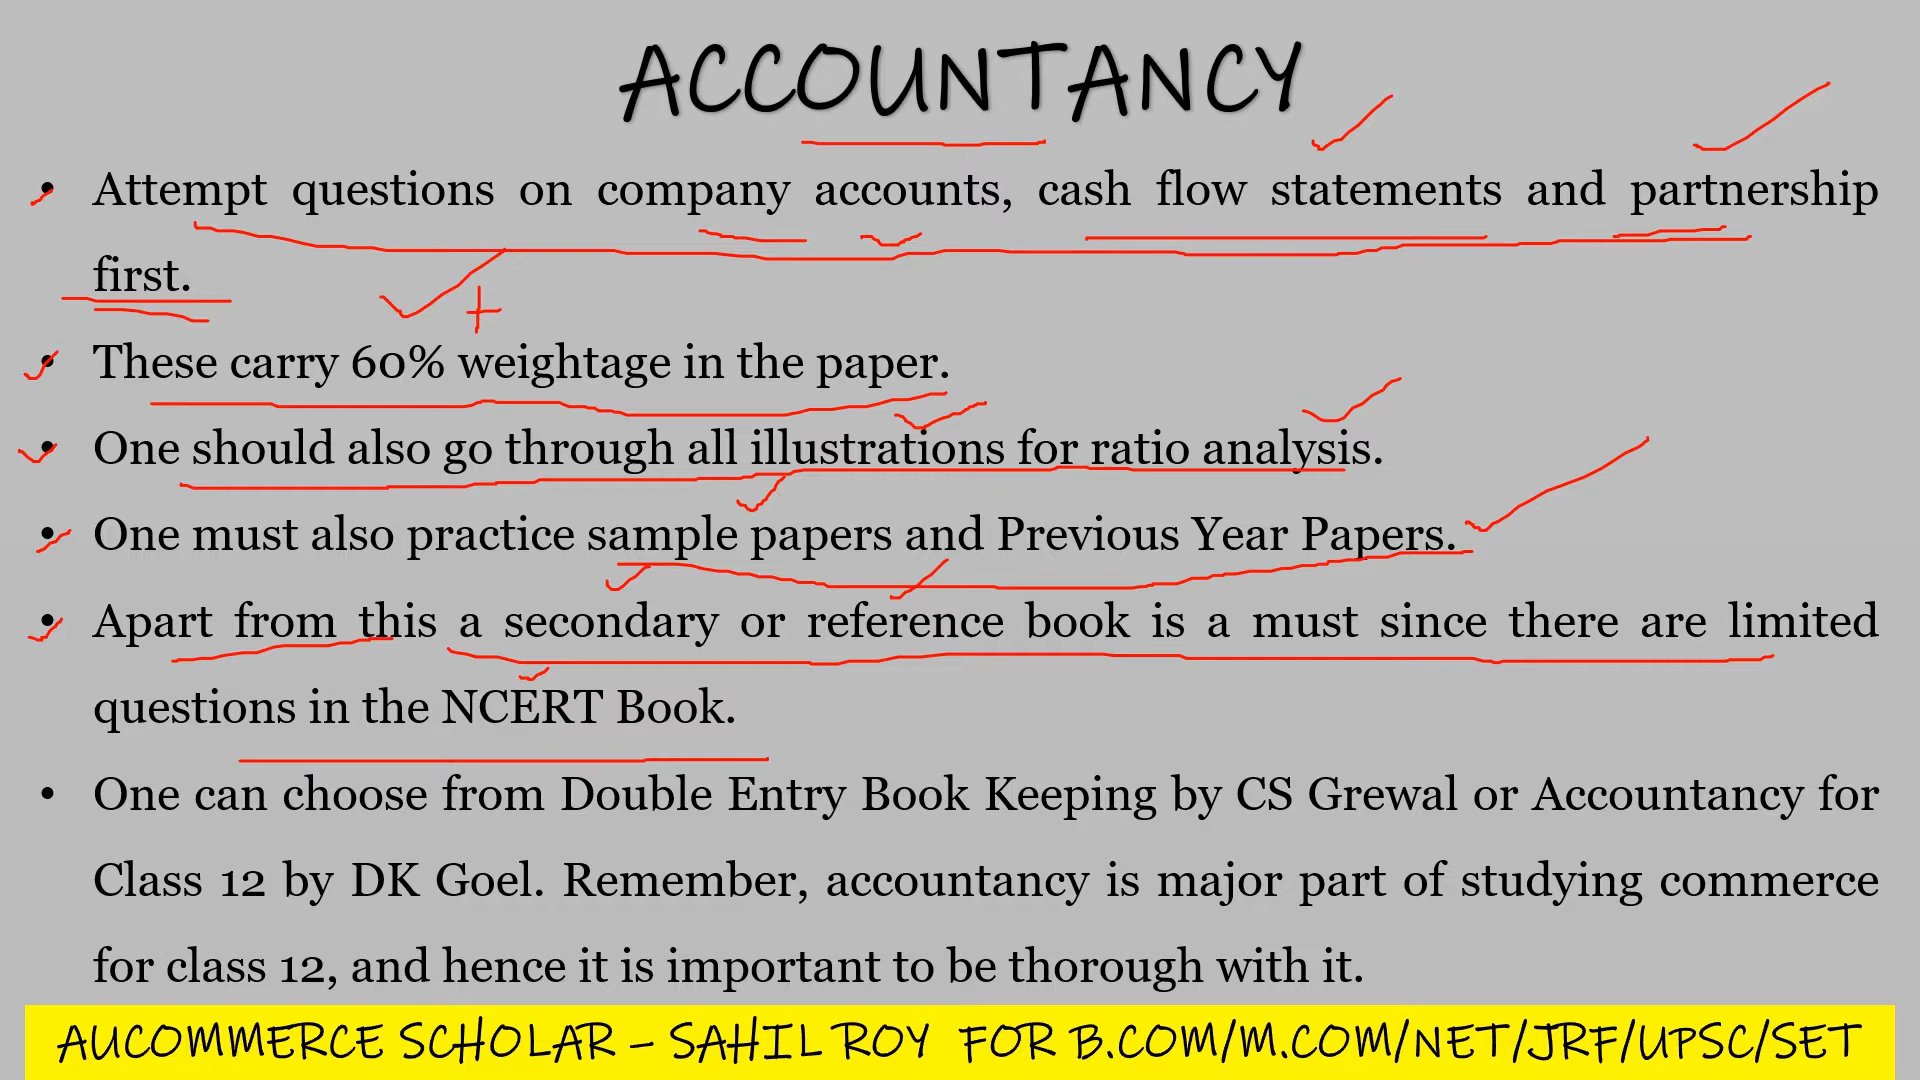 ACCOUNTANCY
• Attempt questions on company accounts, cash flow statements and partnership
first.
• These carry 60% weightage in the paper.
• One should also go through all illustrations for ratio analysis.
• One must also practice sample papers and Previous Year Papers.
• Apart from this a secondary or reference book is a must since there are limited
questions in the NCERT Book.
• One can choose from Double Entry Book Keeping by CS Grewal or Accountancy for
Class 12 by DK Goel. Remember, accountancy is major part of studying commerce
for class 12, and hence it is important to be thorough with it.
AUCOMMERCE SCHOLAR – SAHIL ROY FOR B.COM/M.COM/NET/JRF/UPSC/SET